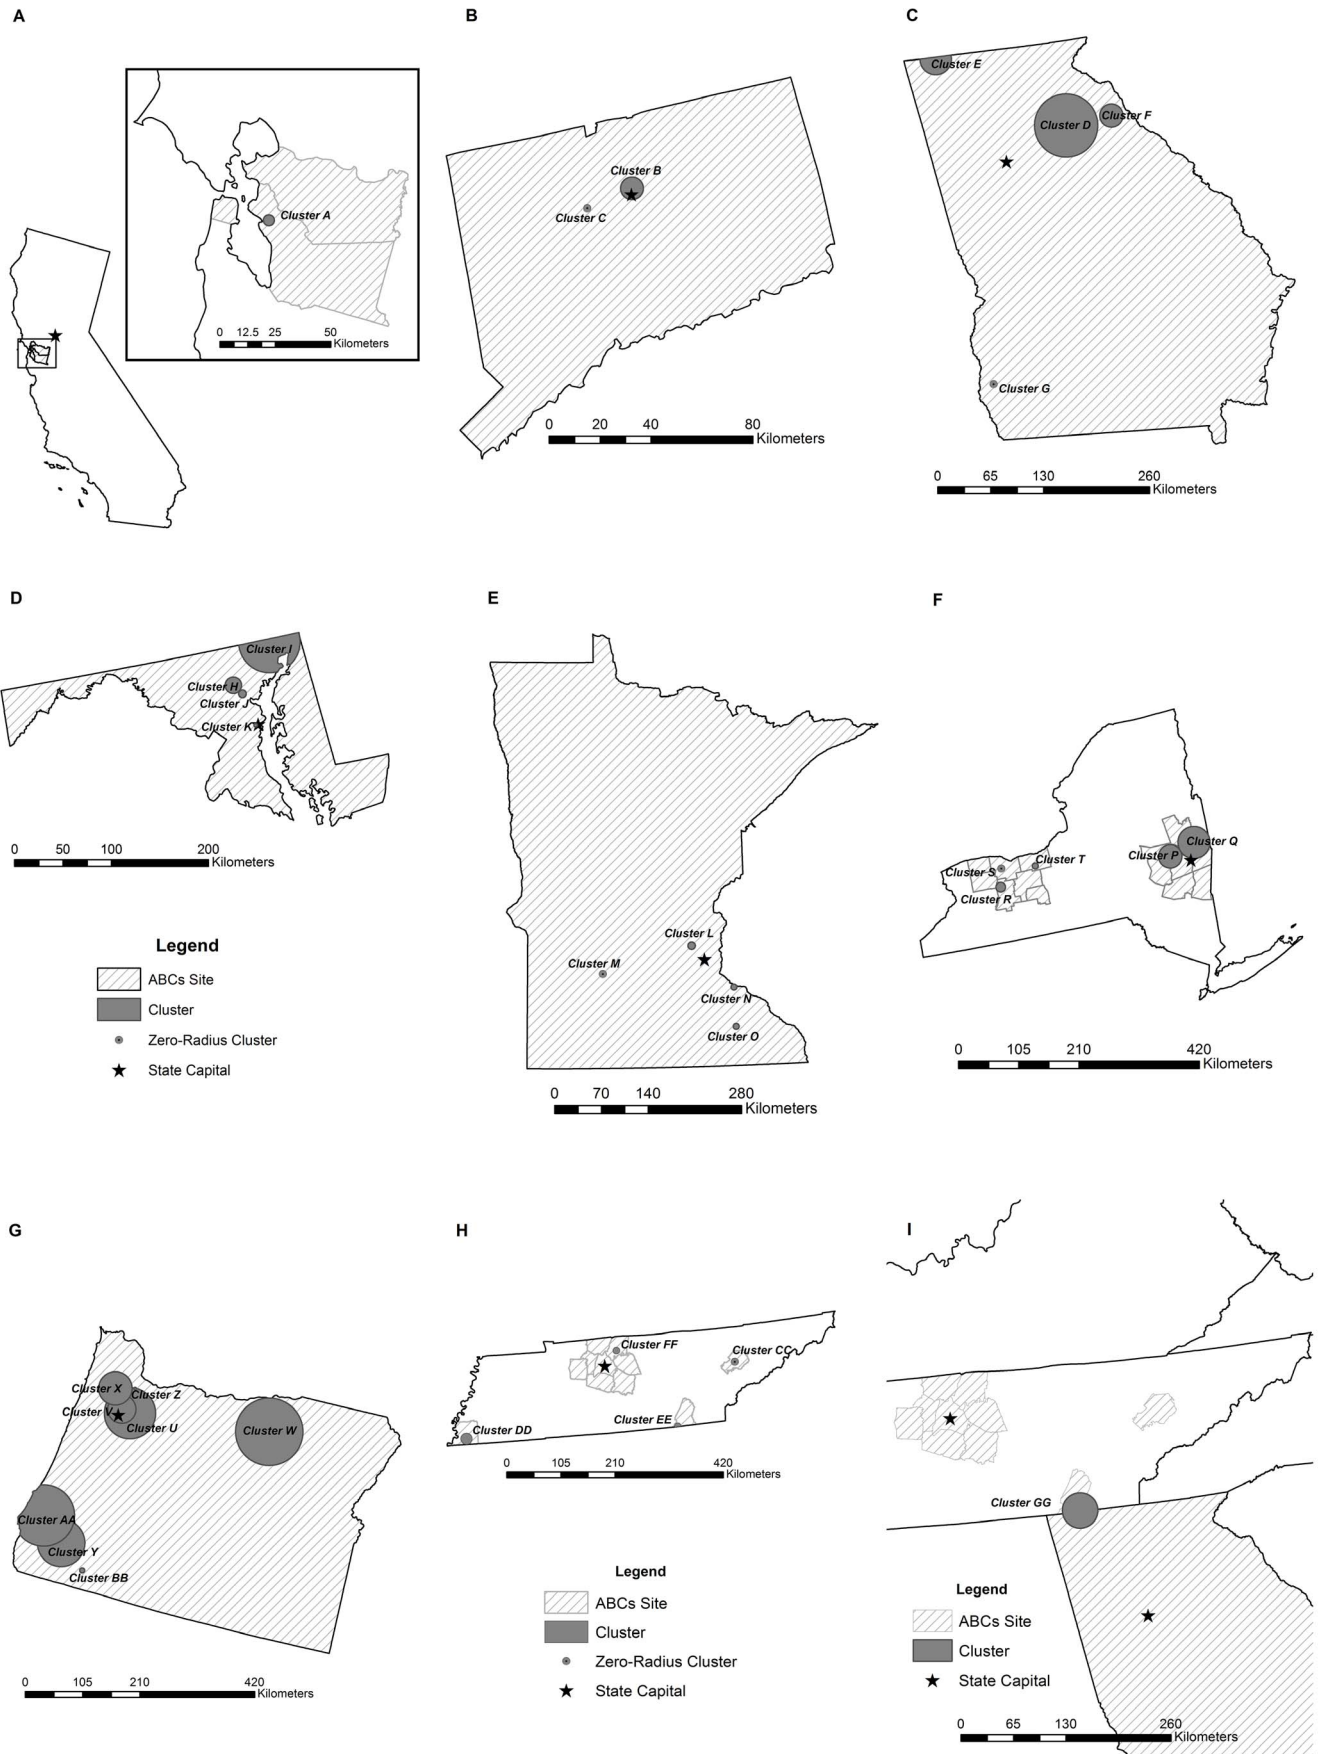 A
Cluster A
0 12.5 25 50
Kilometers
B
Cluster B
Cluster C
0 20 40 80
Kilometers
C
Cluster E
Cluster D
Cluster F
Cluster G
0 65 130 260
Kilometers
D
Cluster I
Cluster H
Cluster J
Cluster K
0 50 100 200
Kilometers
Legend
ABCs Site
Cluster
Zero-Radius Cluster
State Capital
E
Cluster L
Cluster M
Cluster N
Cluster O
0 70 140 280
Kilometers
F
Cluster Q
Cluster P
Cluster T
Cluster S
Cluster R
0 105 210 420
Kilometers
G
Cluster X
Cluster Z
Cluster V
Cluster U
Cluster W
Cluster AA
Cluster Y
Cluster BB
0 105 210 420
Kilometers
H
Cluster FF
Cluster CC
Cluster EE
Cluster DD
0 105 210 420
Kilometers
Legend
ABCs Site
Cluster
Zero-Radius Cluster
State Capital
I
Cluster GG
Legend
ABCs Site
Cluster
State Capital
0 65 130 260
Kilometers